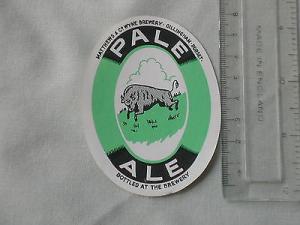 MATTHEWS & Co WYKE BREWERY · GILLINGHAM DORSET·
PALE
ALE
BOTTLED AT THE BREWERY
MADE IN ENGLAND